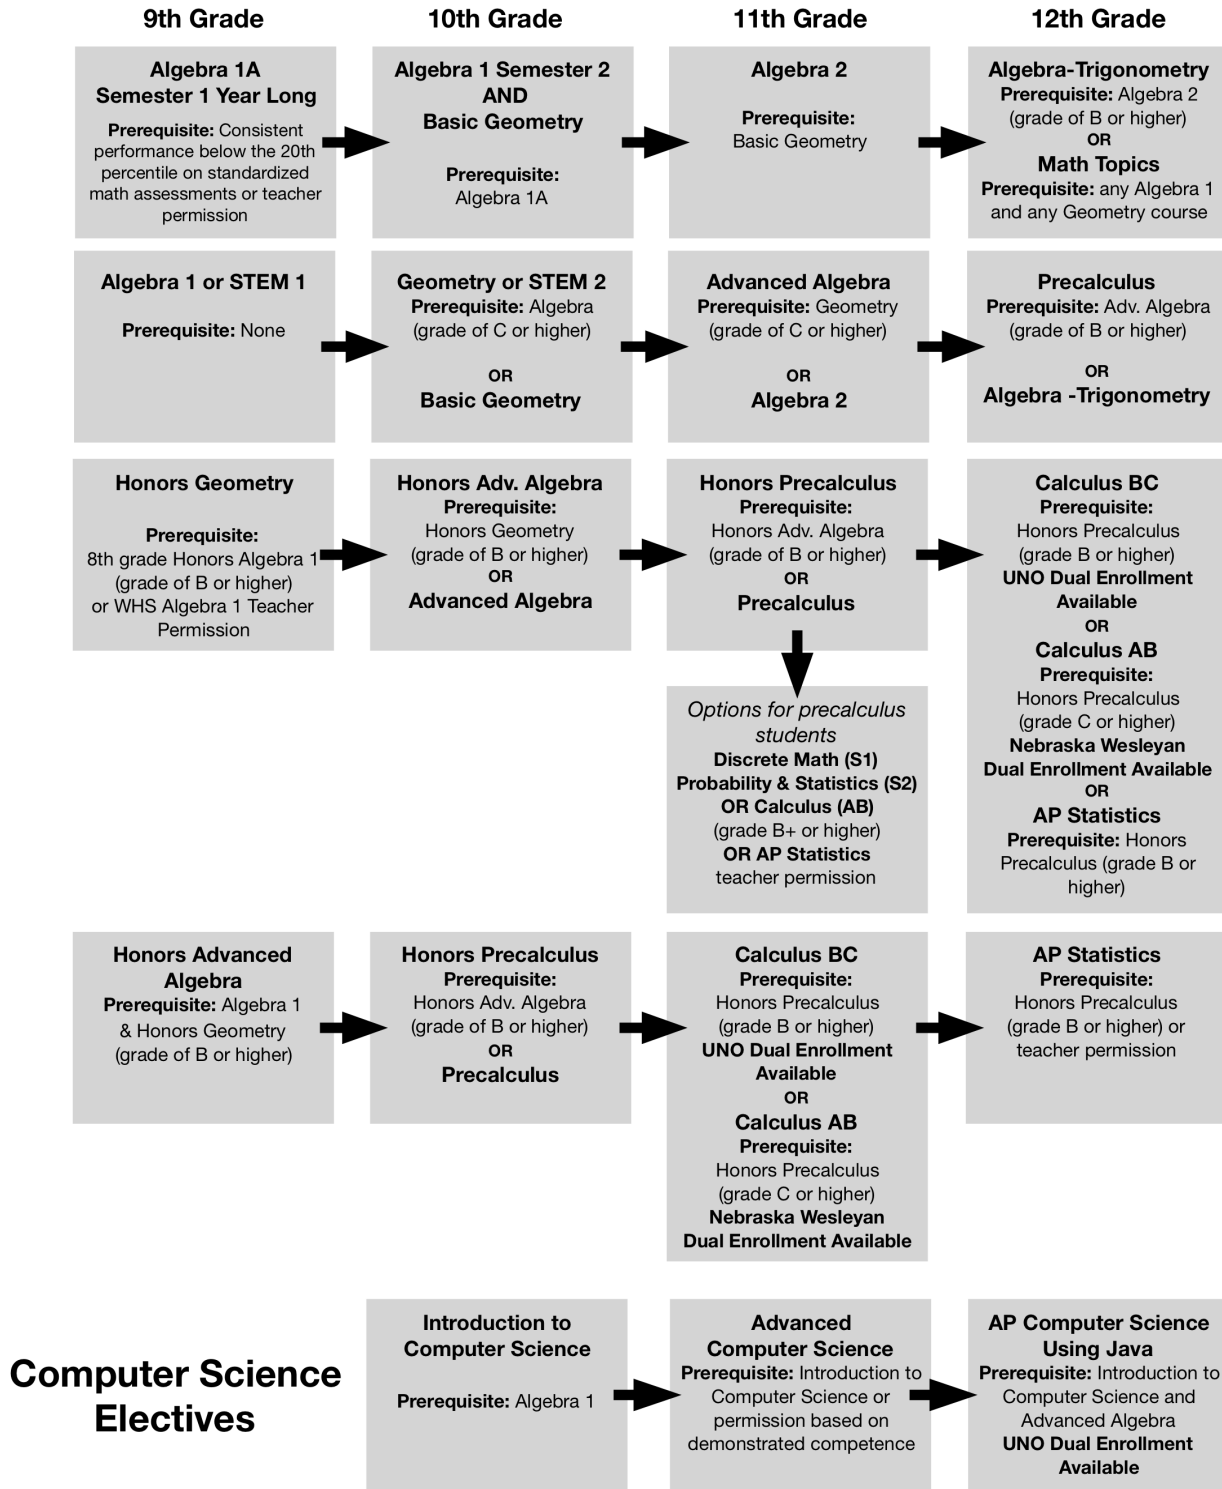 9th Grade
10th Grade
11th Grade
12th Grade
Algebra 1A
Semester 1 Year Long
Prerequisite: Consistent
performance below the 20th
percentile on standardized
math assessments or teacher
permission
Algebra 1 Semester 2
AND
Basic Geometry
Prerequisite:
Algebra 1A
Algebra 2
Prerequisite:
Basic Geometry
Algebra-Trigonometry
Prerequisite: Algebra 2
(grade of B or higher)
OR
Math Topics
Prerequisite: any Algebra 1
and any Geometry course
Algebra 1 or STEM 1
Prerequisite: None
Geometry or STEM 2
Prerequisite: Algebra
(grade of C or higher)
OR
Basic Geometry
Advanced Algebra
Prerequisite: Geometry
(grade of C or higher)
OR
Algebra 2
Precalculus
Prerequisite: Adv. Algebra
(grade of B or higher)
OR
Algebra -Trigonometry
Honors Geometry
Prerequisite:
8th grade Honors Algebra 1
(grade of B or higher)
or WHS Algebra 1 Teacher
Permission
Honors Adv. Algebra
Prerequisite:
Honors Geometry
(grade of B or higher)
OR
Advanced Algebra
Honors Precalculus
Prerequisite:
Honors Adv. Algebra
(grade of B or higher)
OR
Precalculus
Options for precalculus
students
Discrete Math (S1)
Probability & Statistics (S2)
OR Calculus (AB)
(grade B+ or higher)
OR AP Statistics
teacher permission
Calculus BC
Prerequisite:
Honors Precalculus
(grade B or higher)
UNO Dual Enrollment
Available
OR
Calculus AB
Prerequisite:
Honors Precalculus
(grade C or higher)
Nebraska Wesleyan
Dual Enrollment Available
OR
AP Statistics
Prerequisite: Honors
Precalculus (grade B or
higher)
Honors Advanced
Algebra
Prerequisite: Algebra 1
& Honors Geometry
(grade of B or higher)
Honors Precalculus
Prerequisite:
Honors Adv. Algebra
(grade of B or higher)
OR
Precalculus
Calculus BC
Prerequisite:
Honors Precalculus
(grade B or higher)
UNO Dual Enrollment
Available
OR
Calculus AB
Prerequisite:
Honors Precalculus
(grade C or higher)
Nebraska Wesleyan
Dual Enrollment Available
AP Statistics
Prerequisite:
Honors Precalculus
(grade B or higher) or
teacher permission
Computer Science
Electives
Introduction to
Computer Science
Prerequisite: Algebra 1
Advanced
Computer Science
Prerequisite: Introduction to
Computer Science or
permission based on
demonstrated competence
AP Computer Science
Using Java
Prerequisite: Introduction to
Computer Science and
Advanced Algebra
UNO Dual Enrollment
Available